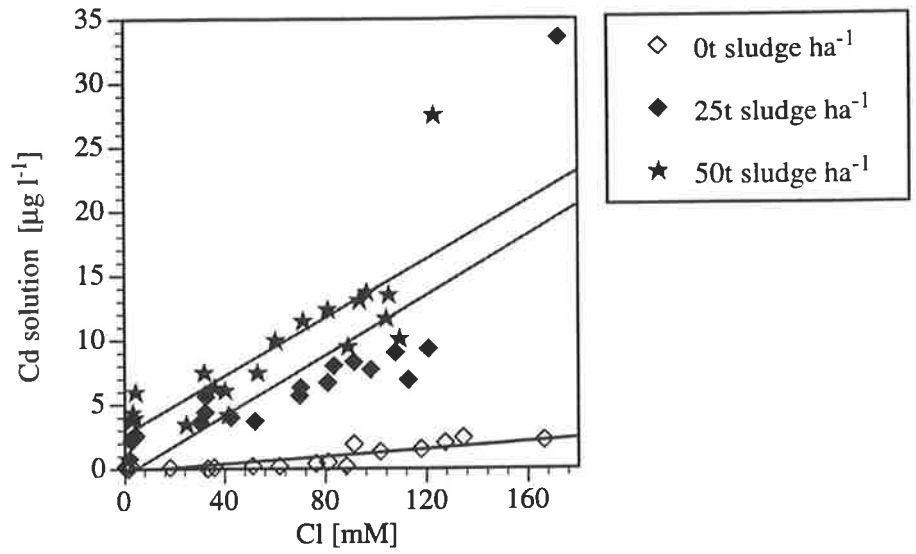 35
30
25
20
15
10
5
0
Cd solution [µg l-1]
0 40 80 120 160
Cl [mM]
0t sludge ha-1
25t sludge ha-1
50t sludge ha-1